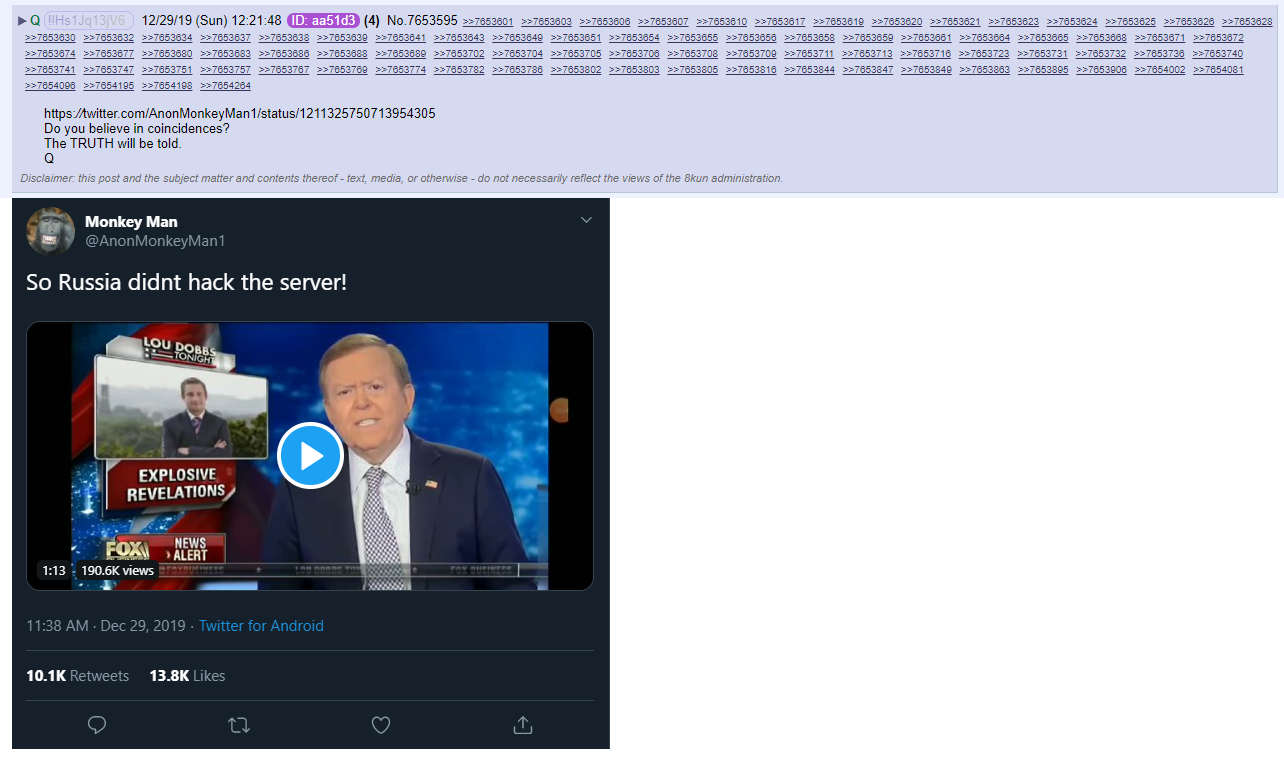 ▶ Q !!Hs1Jq13jV6 12/29/19 (Sun) 12:21:48 ID: aa51d3 (4) No.7653595 >>7653601 >>7653603 >>7653606 >>7653607 >>7653610 >>7653617 >>7653619 >>7653620 >>7653621 >>7653623 >>7653624 >>7653625 >>7653626 >>7653628
>>7653630 >>7653632 >>7653634 >>7653637 >>7653638 >>7653639 >>7653641 >>7653643 >>7653649 >>7653651 >>7653654 >>7653655 >>7653656 >>7653658 >>7653659 >>7653661 >>7653664 >>7653665 >>7653668 >>7653671 >>7653672
>>7653674 >>7653677 >>7653680 >>7653683 >>7653686 >>7653688 >>7653689 >>7653702 >>7653704 >>7653705 >>7653706 >>7653708 >>7653709 >>7653711 >>7653713 >>7653716 >>7653723 >>7653731 >>7653732 >>7653736 >>7653740
>>7653741 >>7653747 >>7653751 >>7653757 >>7653767 >>7653769 >>7653774 >>7653782 >>7653786 >>7653802 >>7653803 >>7653805 >>7653816 >>7653844 >>7653847 >>7653849 >>7653863 >>7653895 >>7653906 >>7654002 >>7654081
>>7654096 >>7654195 >>7654198 >>7654264
https://twitter.com/AnonMonkeyMan1/status/1211325750713954305
Do you believe in coincidences?
The TRUTH will be told.
Q
Disclaimer: this post and the subject matter and contents thereof - text, media, or otherwise - do not necessarily reflect the views of the 8kun administration.
Monkey Man
@AnonMonkeyMan1
So Russia didnt hack the server!
LOU DOBBS
TONIGHT
EXPLOSIVE
REVELATIONS
FOX
NEWS
ALERT
1:13 190.6K views
LOU DOBBS FOX BUSINESS
11:38 AM · Dec 29, 2019 · Twitter for Android
10.1K Retweets 13.8K Likes